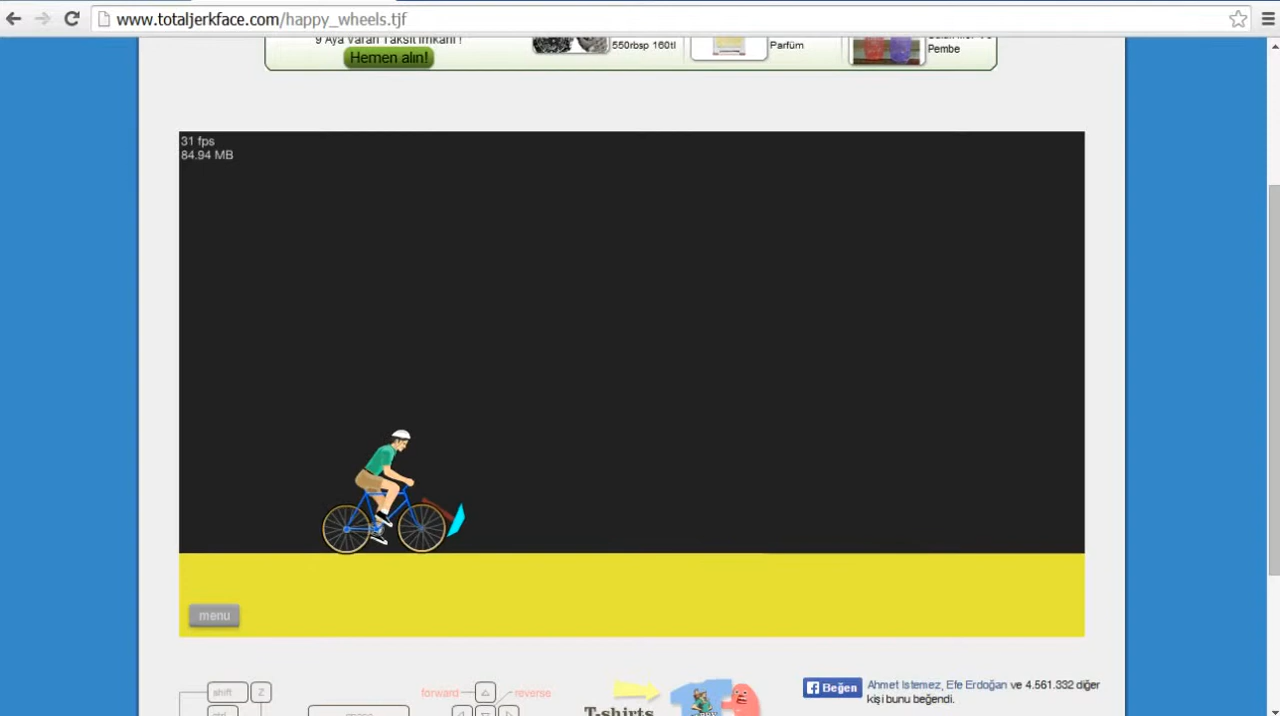 www.totaljerkface.com/happy_wheels.tjf
9 Aya Varan Taksit İmkanı !
Hemen alın!
550rbsp 160tl
Parfüm
Pembe
31 fps
84.94 MB
menu
shift
Z
forward
reverse
T-shirts
Beğen
Ahmet Istemez, Efe Erdoğan ve 4.561.332 diğer
kişi bunu beğendi.